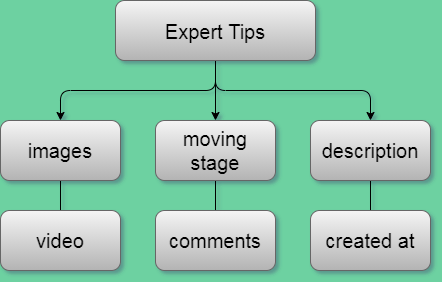 Expert Tips
images
moving
stage
description
video
comments
created at